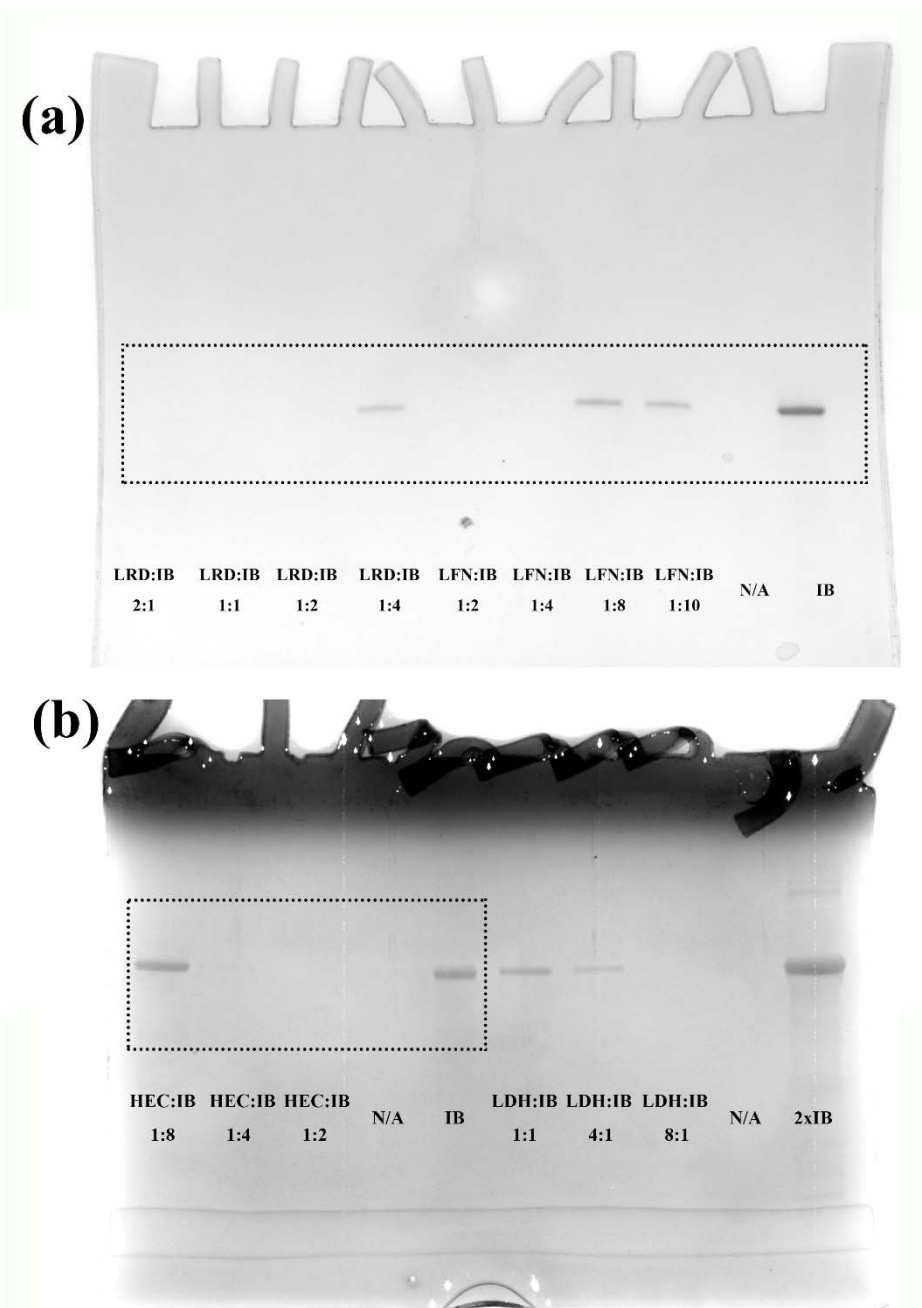 (a)
LRD:IB LRD:IB LRD:IB LRD:IB LFN:IB LFN:IB LFN:IB LFN:IB N/A IB
2:1 1:1 1:2 1:4 1:2 1:4 1:8 1:10
(b)
HEC:IB HEC:IB HEC:IB N/A IB LDH:IB LDH:IB LDH:IB N/A 2xIB
1:8 1:4 1:2 1:1 4:1 8:1